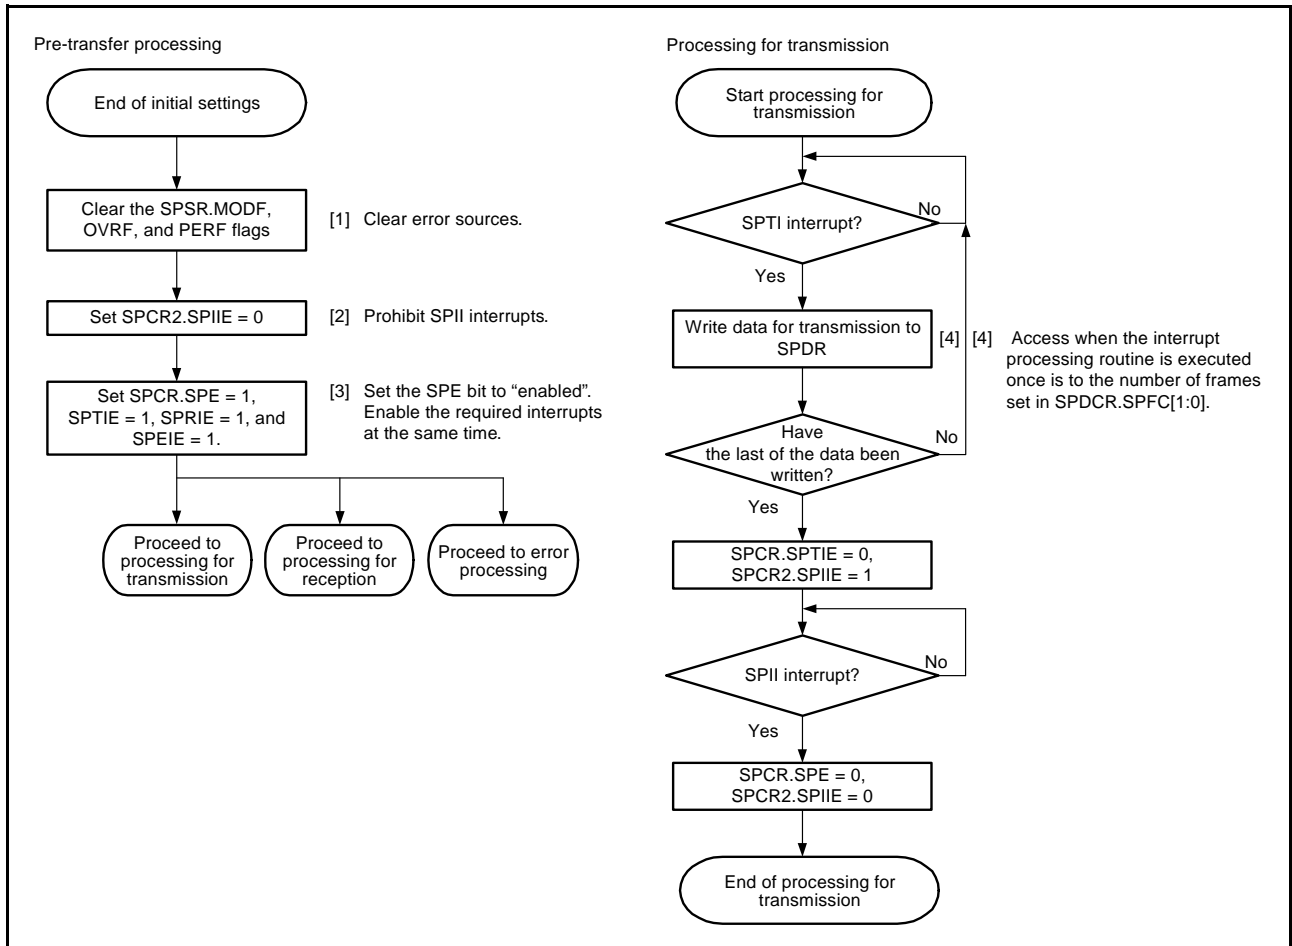 Pre-transfer processing
End of initial settings
Clear the SPSR.MODF,
OVRF, and PERF flags
[1] Clear error sources.
Set SPCR2.SPIIE = 0
[2] Prohibit SPII interrupts.
Set SPCR.SPE = 1,
SPTIE = 1, SPRIE = 1, and
SPEIE = 1.
[3] Set the SPE bit to “enabled”.
Enable the required interrupts
at the same time.
Proceed to
processing for
transmission
Proceed to
processing for
reception
Proceed to error
processing
Processing for transmission
Start processing for
transmission
SPTI interrupt?
No
Yes
Write data for transmission to
SPDR
[4]
[4] Access when the interrupt
processing routine is executed
once is to the number of frames
set in SPDCR.SPFC[1:0].
Have
the last of the data been
written?
No
Yes
SPCR.SPTIE = 0,
SPCR2.SPIIE = 1
SPII interrupt?
No
Yes
SPCR.SPE = 0,
SPCR2.SPIIE = 0
End of processing for
transmission